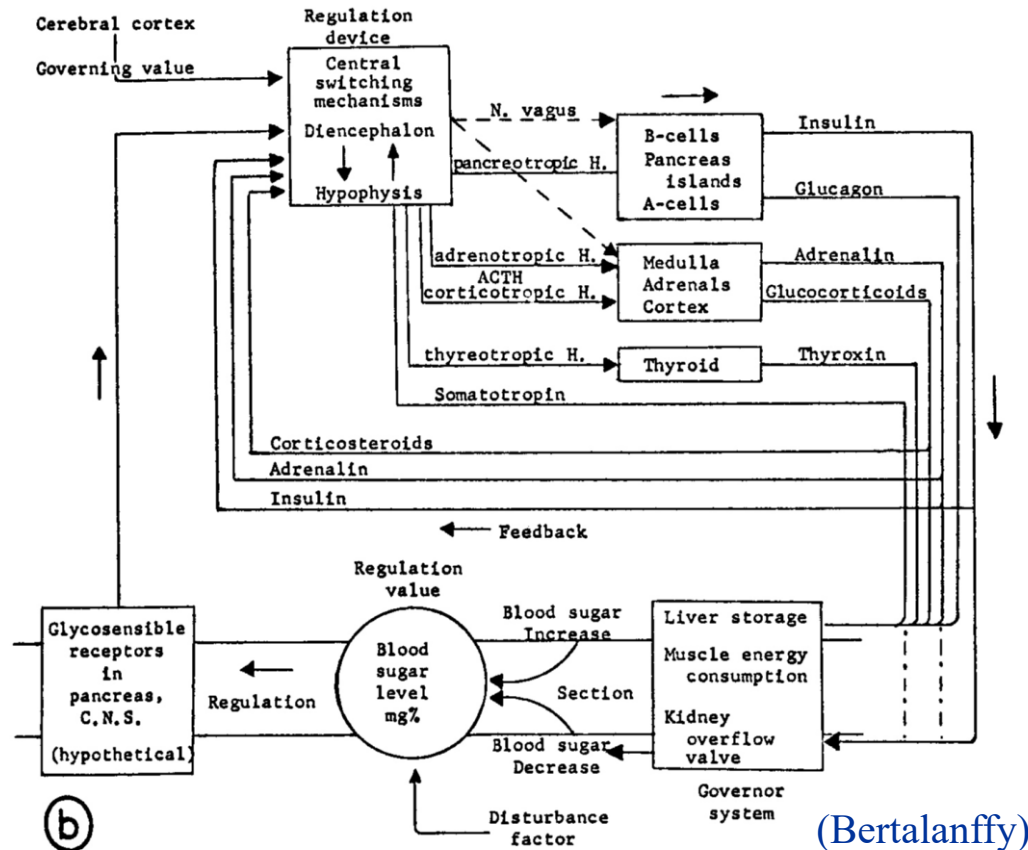 Cerebral cortex
Governing value
Regulation
device
Central
switching
mechanisms
Diencephalon
Hypophysis
N. vagus
pancreotropic H.
B-cells
Pancreas
islands
A-cells
Insulin
Glucagon
adrenotropic H.
ACTH
corticotropic H.
Medulla
Adrenals
Cortex
Adrenalin
Glucocorticoids
thyreotropic H.
Thyroid
Thyroxin
Somatotropin
Corticosteroids
Adrenalin
Insulin
Feedback
Glycosensible
receptors
in
pancreas,
C.N.S.
(hypothetical)
Regulation
Regulation
value
Blood
sugar
level
mg%
Blood sugar
Increase
Section
Blood sugar
Decrease
Liver storage
Muscle energy
consumption
Kidney
overflow
valve
Governor
system
Disturbance
factor
b
(Bertalanffy)